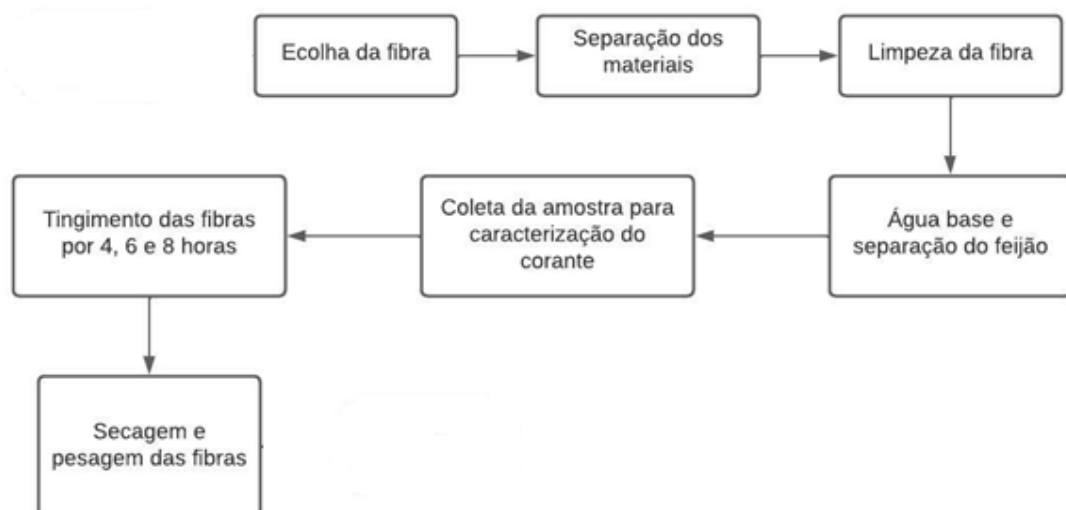 Ecolha da fibra
Separação dos
materiais
Limpeza da fibra
Água base e
separação do feijão
Coleta da amostra para
caracterização do
corante
Tingimento das fibras
por 4, 6 e 8 horas
Secagem e
pesagem das fibras